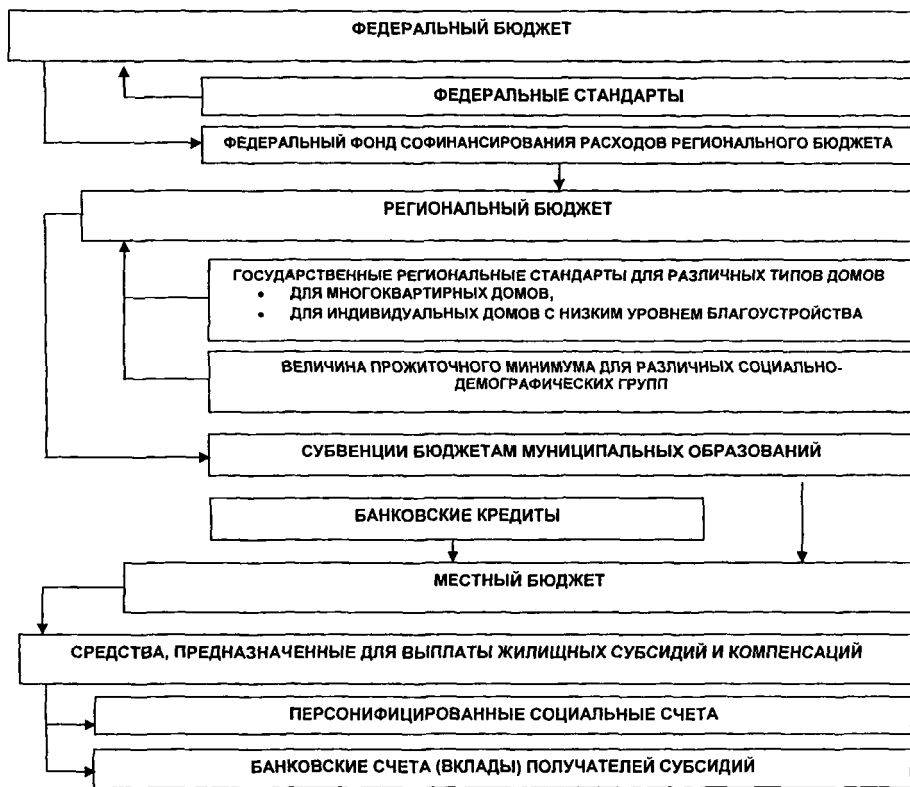 ФЕДЕРАЛЬНЫЙ БЮДЖЕТ
ФЕДЕРАЛЬНЫЕ СТАНДАРТЫ
ФЕДЕРАЛЬНЫЙ ФОНД СОФИНАНСИРОВАНИЯ РАСХОДОВ РЕГИОНАЛЬНОГО БЮДЖЕТА
РЕГИОНАЛЬНЫЙ БЮДЖЕТ
ГОСУДАРСТВЕННЫЕ РЕГИОНАЛЬНЫЕ СТАНДАРТЫ ДЛЯ РАЗЛИЧНЫХ ТИПОВ ДОМОВ
• ДЛЯ МНОГОКВАРТИРНЫХ ДОМОВ,
• ДЛЯ ИНДИВИДУАЛЬНЫХ ДОМОВ С НИЗКИМ УРОВНЕМ БЛАГОУСТРОЙСТВА
ВЕЛИЧИНА ПРОЖИТОЧНОГО МИНИМУМА ДЛЯ РАЗЛИЧНЫХ СОЦИАЛЬНО-
ДЕМОГРАФИЧЕСКИХ ГРУПП
СУБВЕНЦИИ БЮДЖЕТАМ МУНИЦИПАЛЬНЫХ ОБРАЗОВАНИЙ
БАНКОВСКИЕ КРЕДИТЫ
МЕСТНЫЙ БЮДЖЕТ
СРЕДСТВА, ПРЕДНАЗНАЧЕННЫЕ ДЛЯ ВЫПЛАТЫ ЖИЛИЩНЫХ СУБСИДИЙ И КОМПЕНСАЦИЙ
ПЕРСОНИФИЦИРОВАННЫЕ СОЦИАЛЬНЫЕ СЧЕТА
БАНКОВСКИЕ СЧЕТА (ВКЛАДЫ) ПОЛУЧАТЕЛЕЙ СУБСИДИЙ